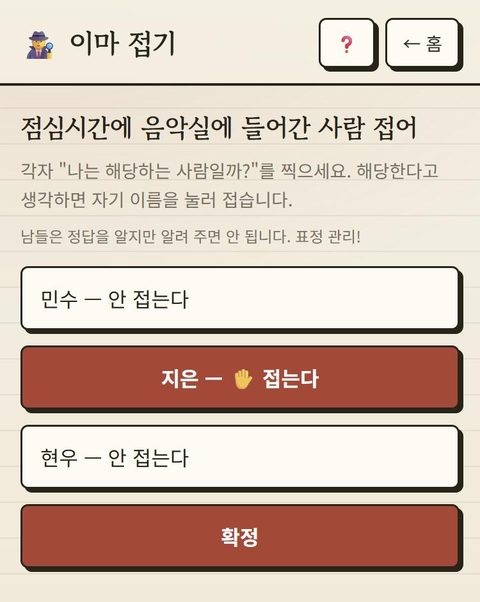 이마 접기
❓
← 홈
점심시간에 음악실에 들어간 사람 접어
각자 "나는 해당하는 사람일까?"를 찍으세요. 해당한다고
생각하면 자기 이름을 눌러 접습니다.
남들은 정답을 알지만 알려 주면 안 됩니다. 표정 관리!
민수 — 안 접는다
지은 — ✋ 접는다
현우 — 안 접는다
확정